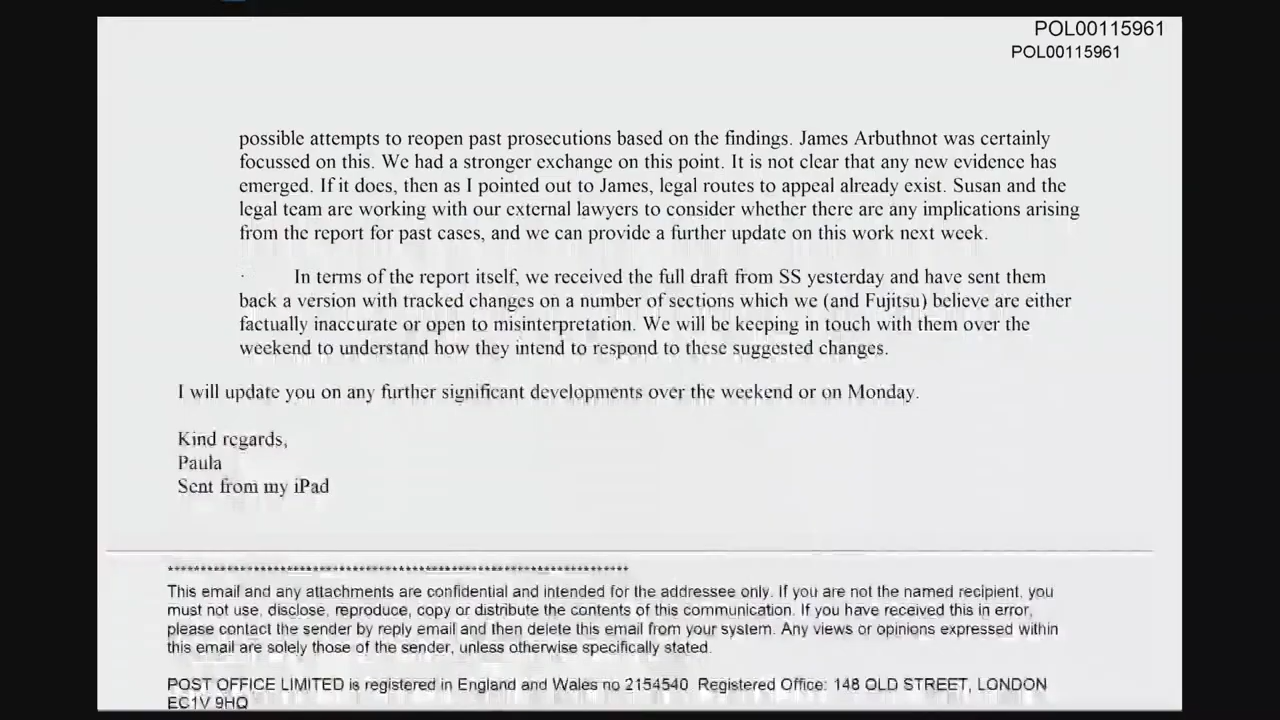 POL00115961
POL00115961
possible attempts to reopen past prosecutions based on the findings. James Arbuthnot was certainly
focussed on this. We had a stronger exchange on this point. It is not clear that any new evidence has
emerged. If it does, then as I pointed out to James, legal routes to appeal already exist. Susan and the
legal team are working with our external lawyers to consider whether there are any implications arising
from the report for past cases, and we can provide a further update on this work next week.
· In terms of the report itself, we received the full draft from SS yesterday and have sent them
back a version with tracked changes on a number of sections which we (and Fujitsu) believe are either
factually inaccurate or open to misinterpretation. We will be keeping in touch with them over the
weekend to understand how they intend to respond to these suggested changes.
I will update you on any further significant developments over the weekend or on Monday.
Kind regards,
Paula
Sent from my iPad
**********************************************************************
This email and any attachments are confidential and intended for the addressee only. If you are not the named recipient, you
must not use, disclose, reproduce, copy or distribute the contents of this communication. If you have received this in error,
please contact the sender by reply email and then delete this email from your system. Any views or opinions expressed within
this email are solely those of the sender, unless otherwise specifically stated.
POST OFFICE LIMITED is registered in England and Wales no 2154540 Registered Office: 148 OLD STREET, LONDON
EC1V 9HQ